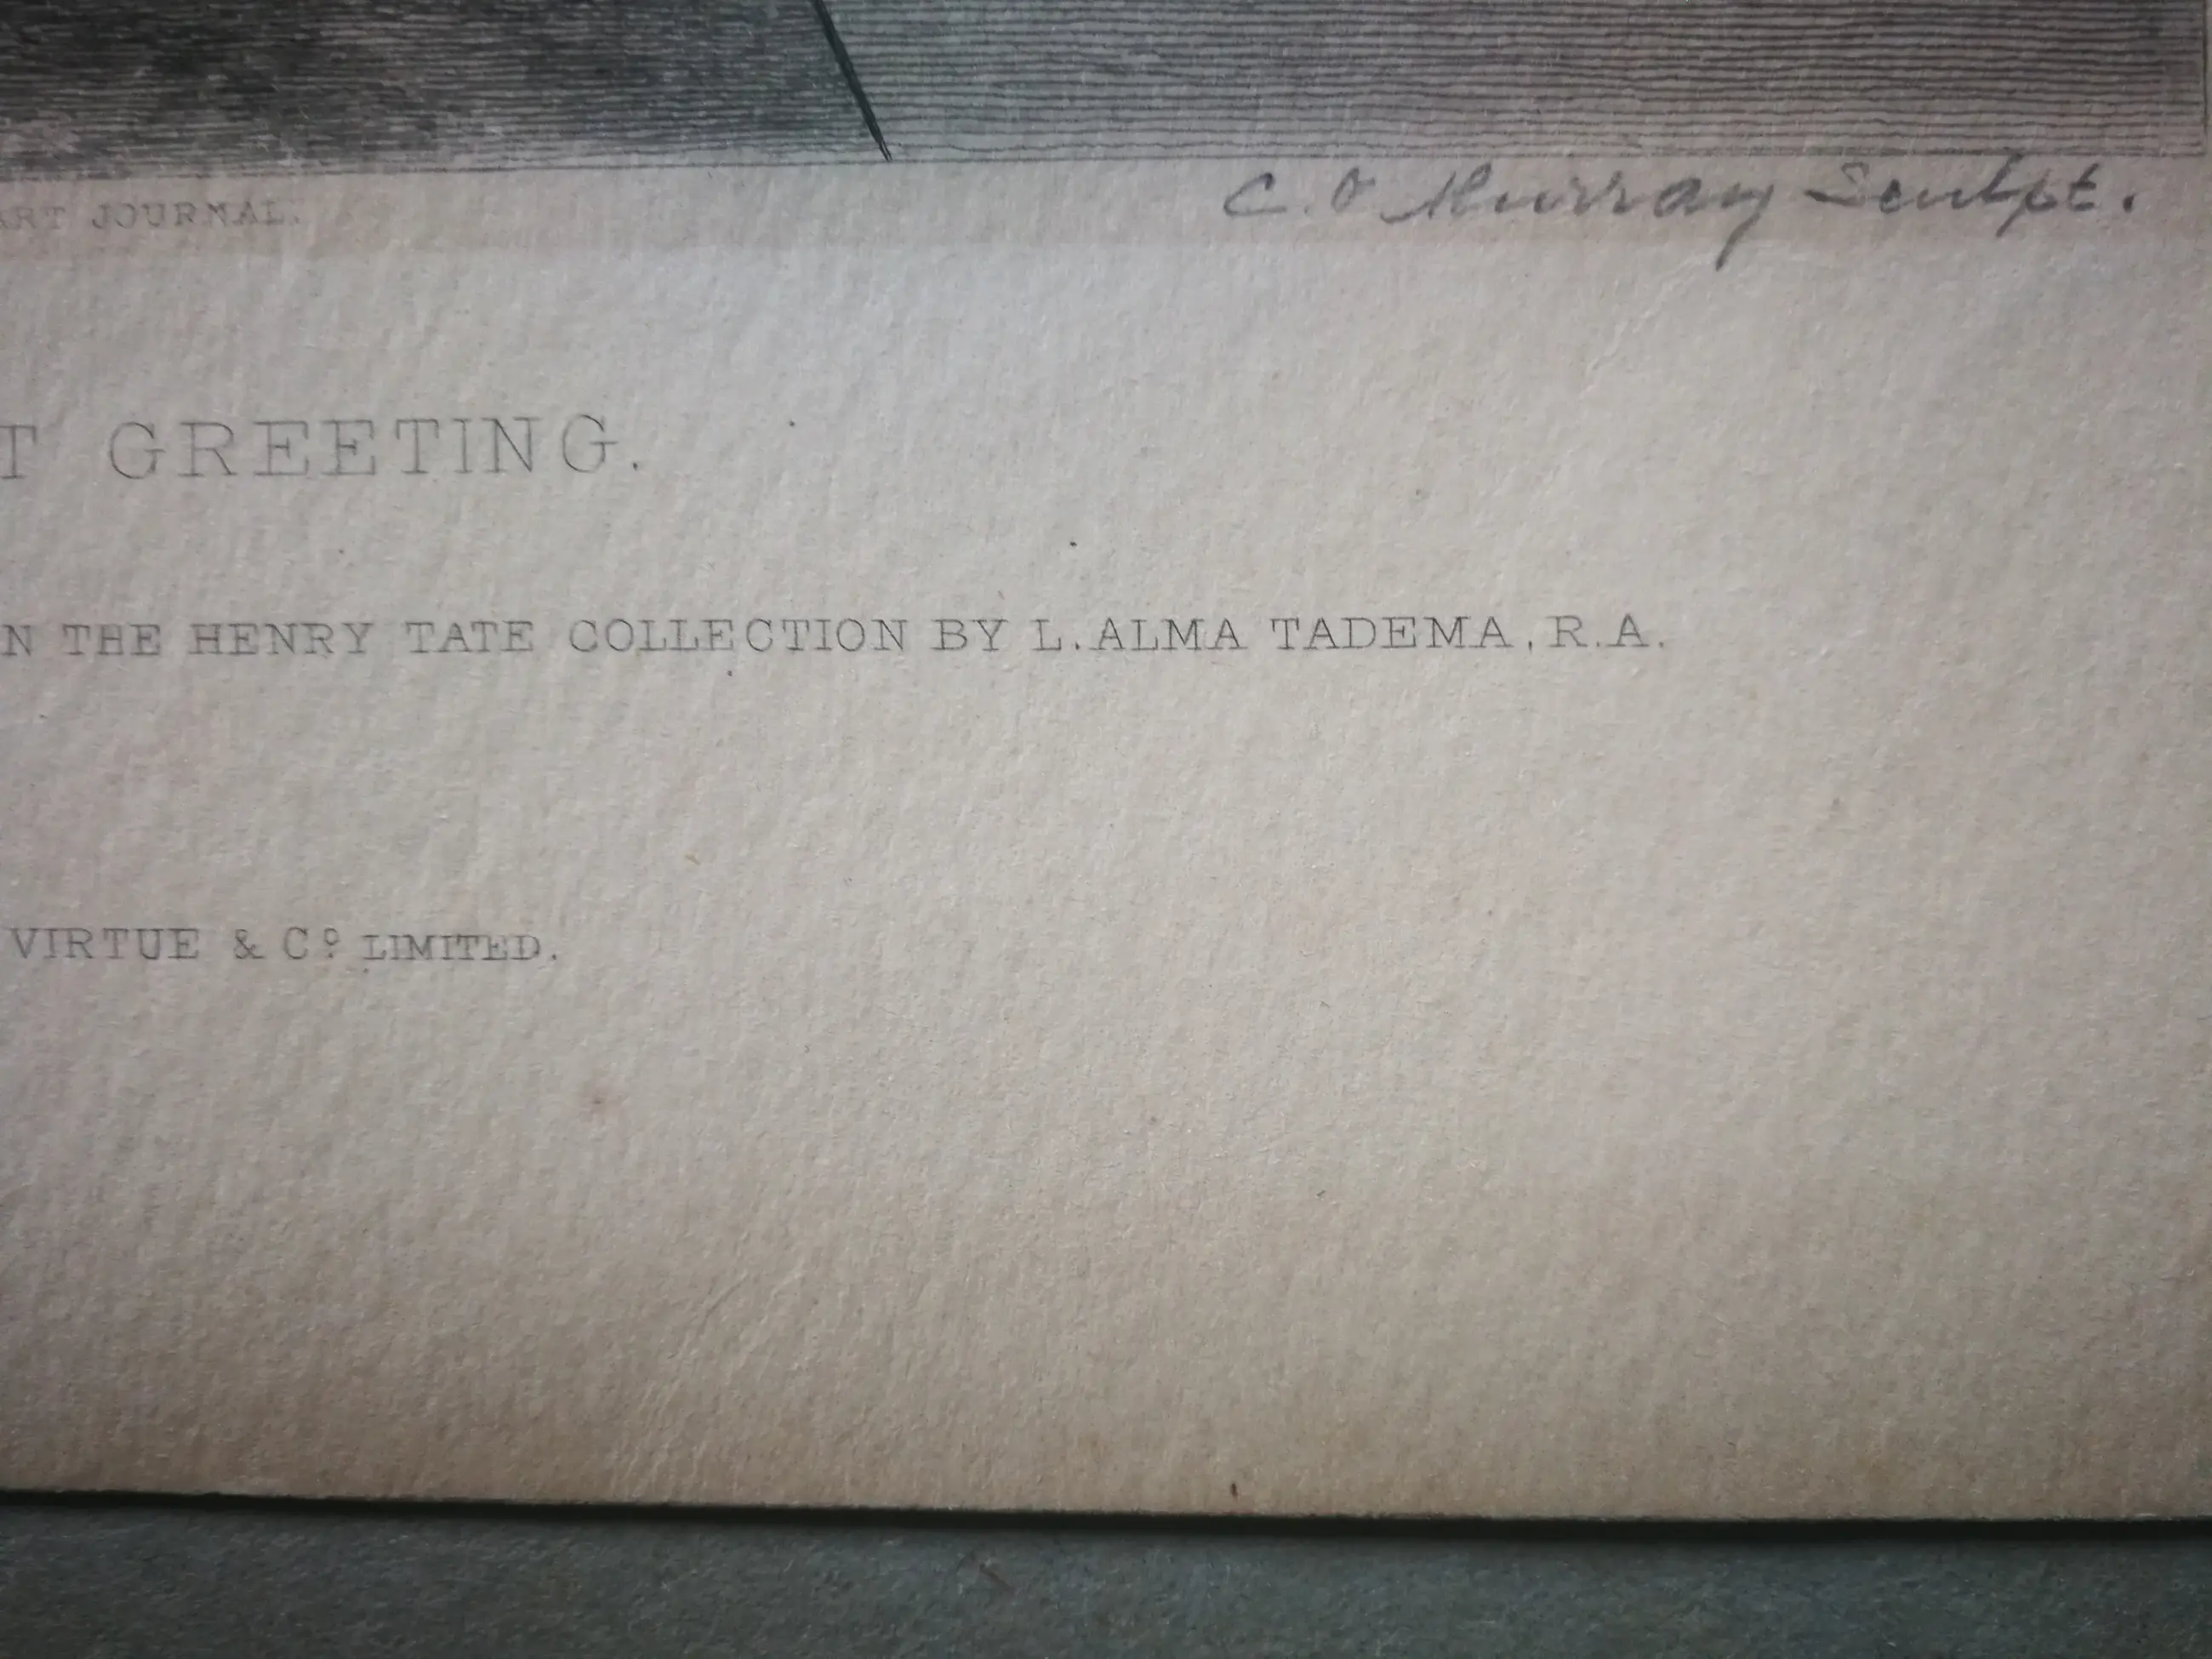 ART JOURNAL.
C. O Murray Sculpt.
T GREETING.
N THE HENRY TATE COLLECTION BY L. ALMA TADEMA, R.A.
VIRTUE & Cº LIMITED.